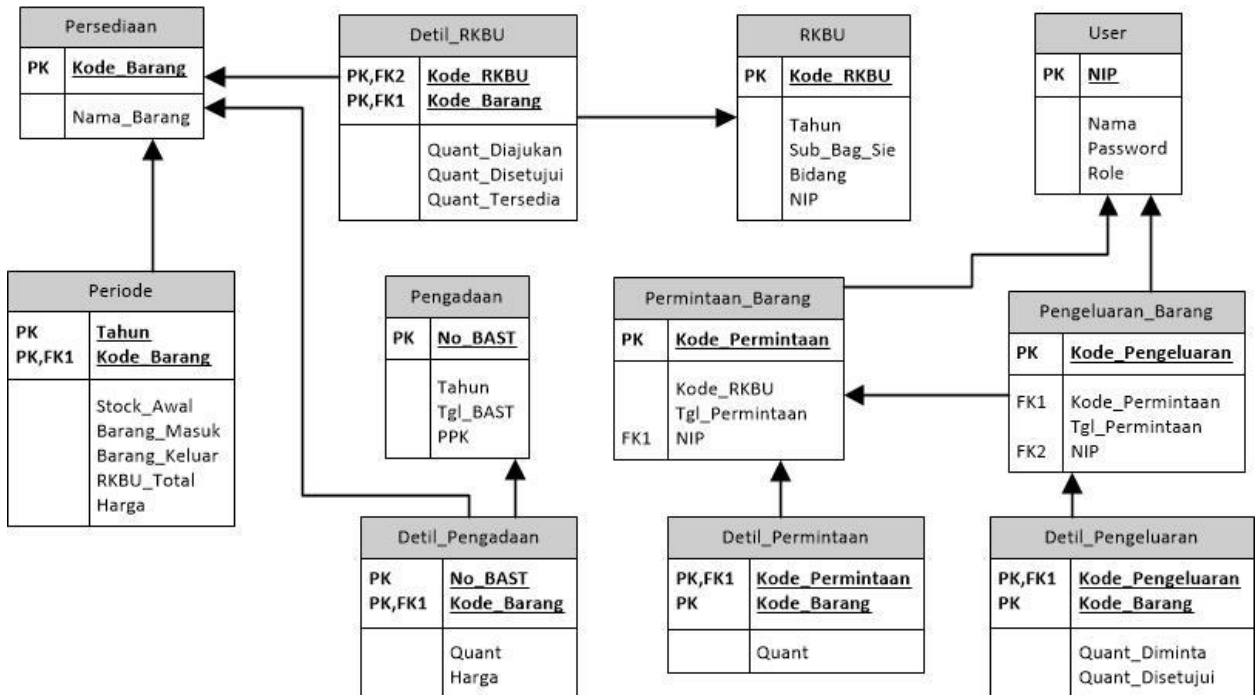 Persediaan
PK Kode_Barang
Nama_Barang
Detil_RKBU
PK,FK2 Kode_RKBU
PK,FK1 Kode_Barang
Quant_Diajukan
Quant_Disetujui
Quant_Tersedia
RKBU
PK Kode_RKBU
Tahun
Sub_Bag_Sie
Bidang
NIP
User
PK NIP
Nama
Password
Role
Periode
PK Tahun
PK,FK1 Kode_Barang
Stock_Awal
Barang_Masuk
Barang_Keluar
RKBU_Total
Harga
Pengadaan
PK No_BAST
Tahun
Tgl_BAST
PPK
Permintaan_Barang
PK Kode_Permintaan
Kode_RKBU
Tgl_Permintaan
FK1 NIP
Pengeluaran_Barang
PK Kode_Pengeluaran
FK1 Kode_Permintaan
Tgl_Permintaan
FK2 NIP
Detil_Pengadaan
PK No_BAST
PK,FK1 Kode_Barang
Quant
Harga
Detil_Permintaan
PK,FK1 Kode_Permintaan
PK Kode_Barang
Quant
Detil_Pengeluaran
PK,FK1 Kode_Pengeluaran
PK Kode_Barang
Quant_Diminta
Quant_Disetujui